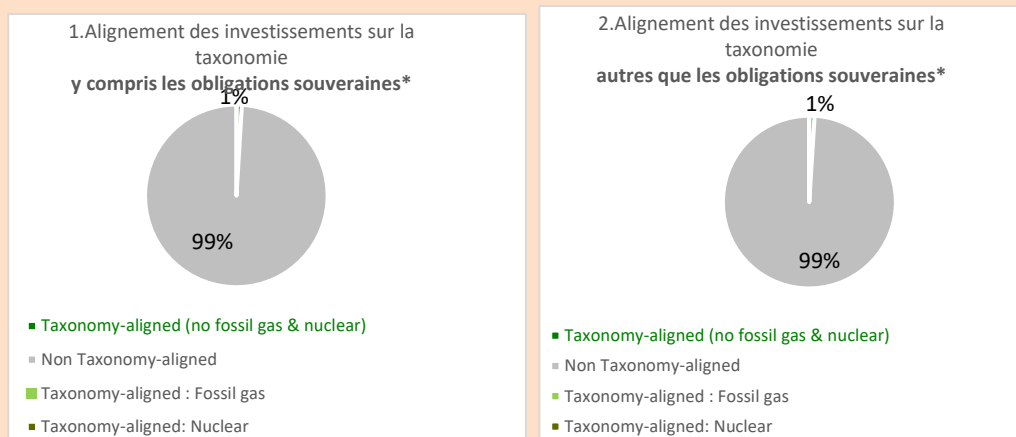 1.Alignement des investissements sur la
taxonomie
y compris les obligations souveraines*
1%
99%
▪ Taxonomy-aligned (no fossil gas & nuclear)
▪ Non Taxonomy-aligned
▪ Taxonomy-aligned : Fossil gas
▪ Taxonomy-aligned: Nuclear
2.Alignement des investissements sur la
taxonomie
autres que les obligations souveraines*
1%
99%
▪ Taxonomy-aligned (no fossil gas & nuclear)
▪ Non Taxonomy-aligned
▪ Taxonomy-aligned : Fossil gas
▪ Taxonomy-aligned: Nuclear